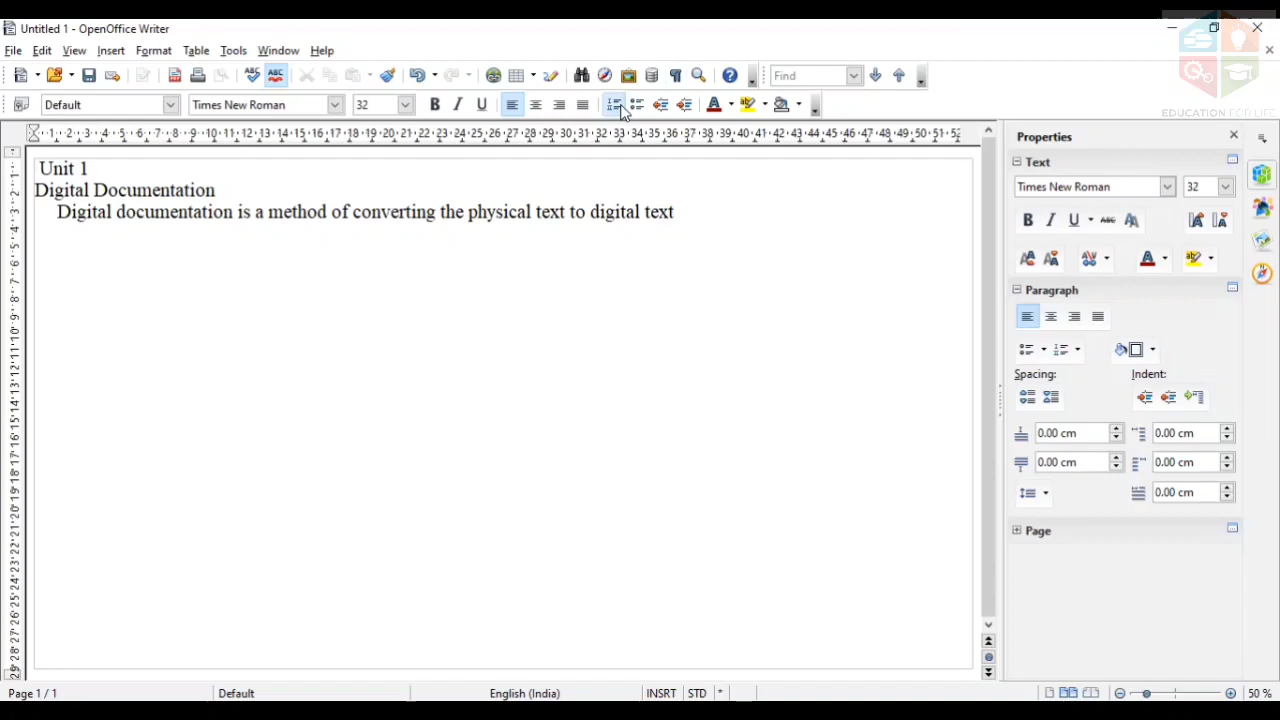 Untitled 1 - OpenOffice Writer
File Edit View Insert Format Table Tools Window Help
Find
Default Times New Roman 32
EDUCATION FOR LIFE
Unit 1
Digital Documentation
Digital documentation is a method of converting the physical text to digital text
Properties
Text
Times New Roman 32
Paragraph
Spacing: Indent:
0.00 cm 0.00 cm
0.00 cm 0.00 cm
0.00 cm
Page
Page 1 / 1 Default English (India) INSRT STD * 50 %